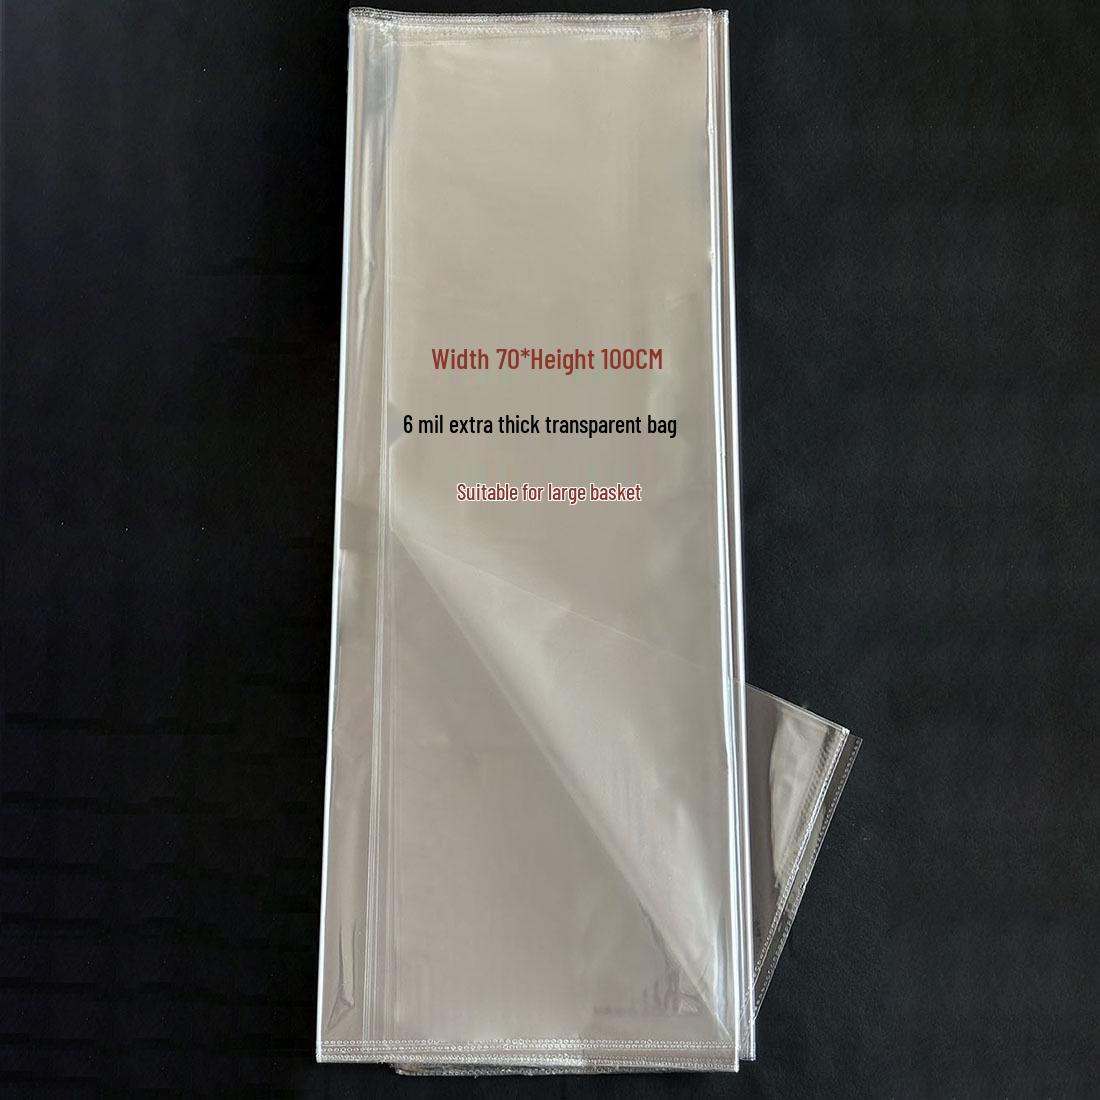 Width 70*Height 100CM
6 mil extra thick transparent bag
Suitable for large basket